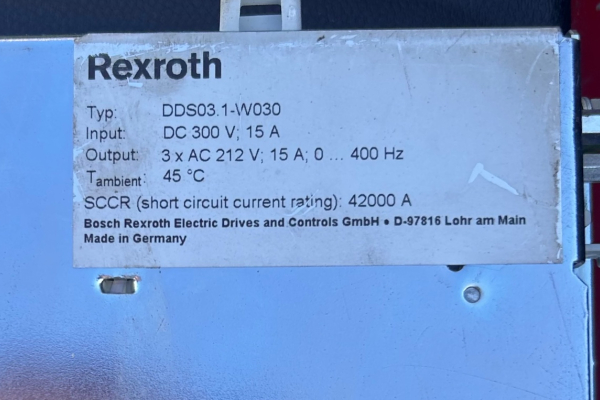 Rexroth
Typ: DDS03.1-W030
Input: DC 300 V; 15 A
Output: 3 x AC 212 V; 15 A; 0 ... 400 Hz
Tambient: 45 °C
SCCR (short circuit current rating): 42000 A
Bosch Rexroth Electric Drives and Controls GmbH • D-97816 Lohr am Main
Made in Germany